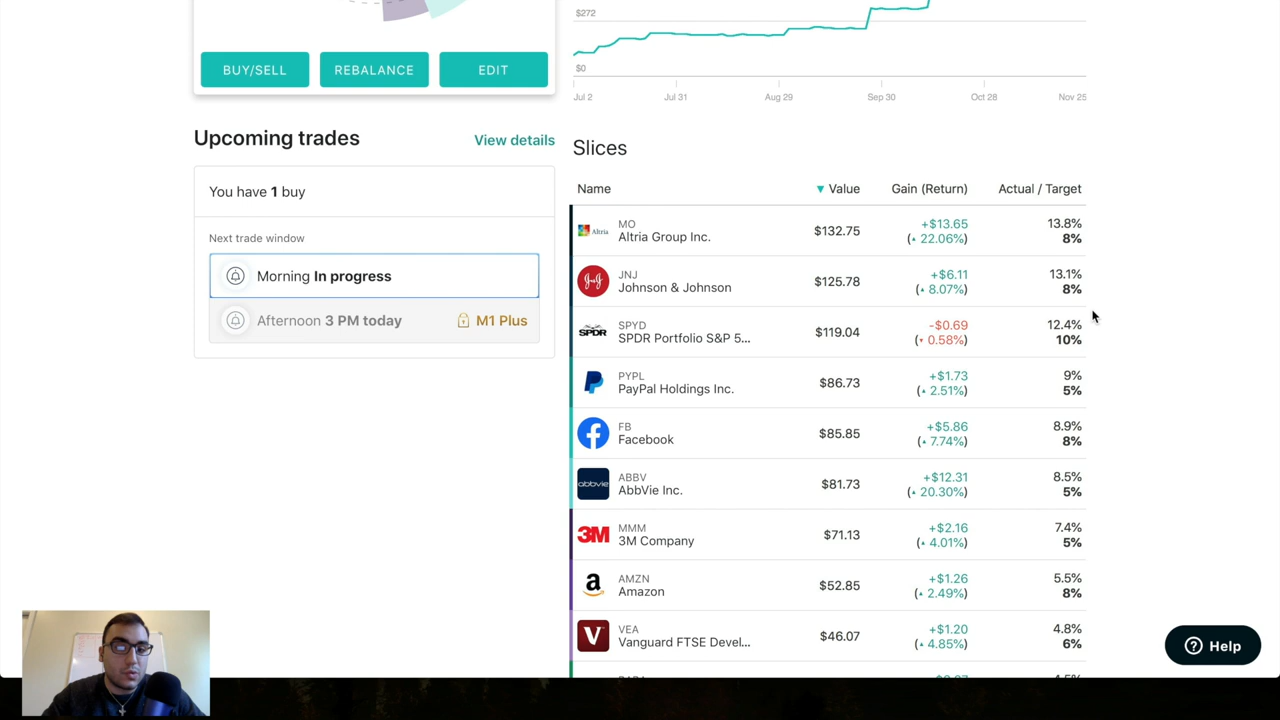 $272
$0
Jul 2 Jul 31 Aug 29 Sep 30 Oct 28 Nov 25
BUY/SELL REBALANCE EDIT
Upcoming trades View details
You have 1 buy
Next trade window
Morning In progress
Afternoon 3 PM today M1 Plus
Slices
Name ▼ Value Gain (Return) Actual / Target
Altria
MO
Altria Group Inc. $132.75 +$13.65 (▲ 22.06%) 13.8% 8%
J&J
JNJ
Johnson & Johnson $125.78 +$6.11 (▲ 8.07%) 13.1% 8%
SPDR
SPYD
SPDR Portfolio S&P 5... $119.04 -$0.69 (▼ 0.58%) 12.4% 10%
PYPL
PayPal Holdings Inc. $86.73 +$1.73 (▲ 2.51%) 9% 5%
FB
Facebook $85.85 +$5.86 (▲ 7.74%) 8.9% 8%
abbvie
ABBV
AbbVie Inc. $81.73 +$12.31 (▲ 20.30%) 8.5% 5%
3M
MMM
3M Company $71.13 +$2.16 (▲ 4.01%) 7.4% 5%
AMZN
Amazon $52.85 +$1.26 (▲ 2.49%) 5.5% 8%
VEA
Vanguard FTSE Devel... $46.07 +$1.20 (▲ 4.85%) 4.8% 6%
Help